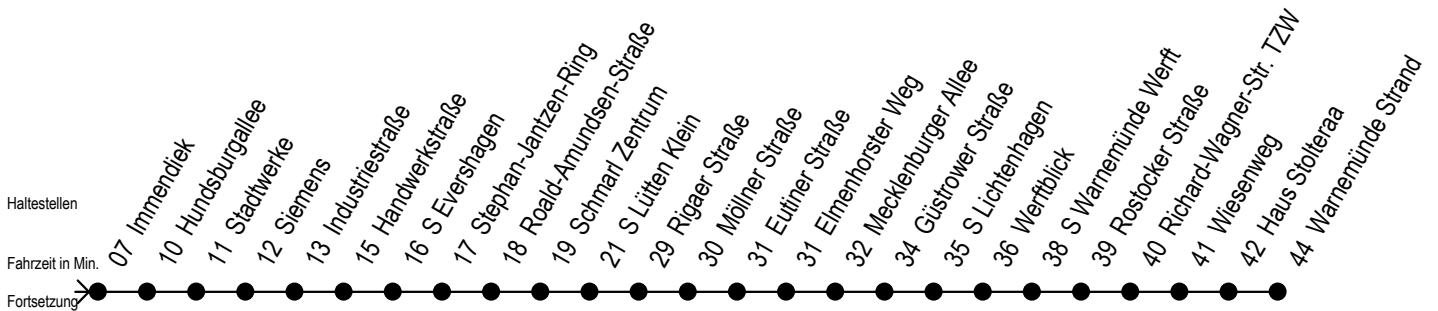 07 Immendiek
10 Hundsburgallee
11 Stadtwerke
12 Siemens
13 Industriestraße
15 Handwerkstraße
16 S Evershagen
17 Stephan-Jantzen-Ring
18 Roald-Amundsen-Straße
19 Schmarl Zentrum
21 S Lütten Klein
29 Rigaer Straße
30 Möllner Straße
31 Eutiner Straße
31 Elmenhorster Weg
32 Mecklenburger Allee
34 Güstrower Straße
35 S Lichtenhagen
36 Werftblick
38 S Warnemünde Werft
39 Rostocker Straße
40 Richard-Wagner-Str. TZW
41 Wiesenweg
42 Haus Stolteraa
44 Warnemünde Strand
Haltestellen
Fahrzeit in Min.
Fortsetzung